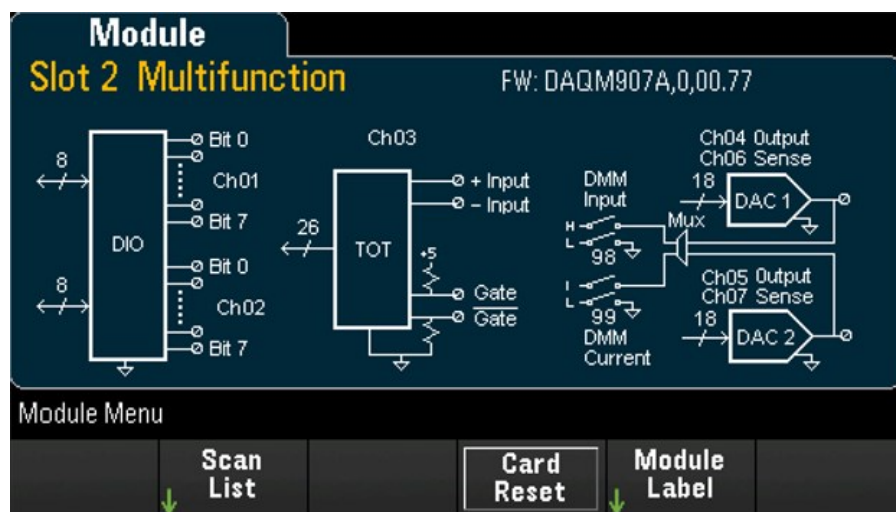 Module
Slot 2 Multifunction
FW: DAQM907A,0,00.77
8
Bit 0
Ch01
Bit 7
DIO
8
Bit 0
Ch02
Bit 7
Ch03
26
TOT
+ Input
– Input
+5
Gate
Gate
DMM
Input
H
L
98
I
L
99
DMM
Current
Mux
Ch04 Output
Ch06 Sense
18
DAC 1
Ch05 Output
Ch07 Sense
18
DAC 2
Module Menu
Scan
List
Card
Reset
Module
Label